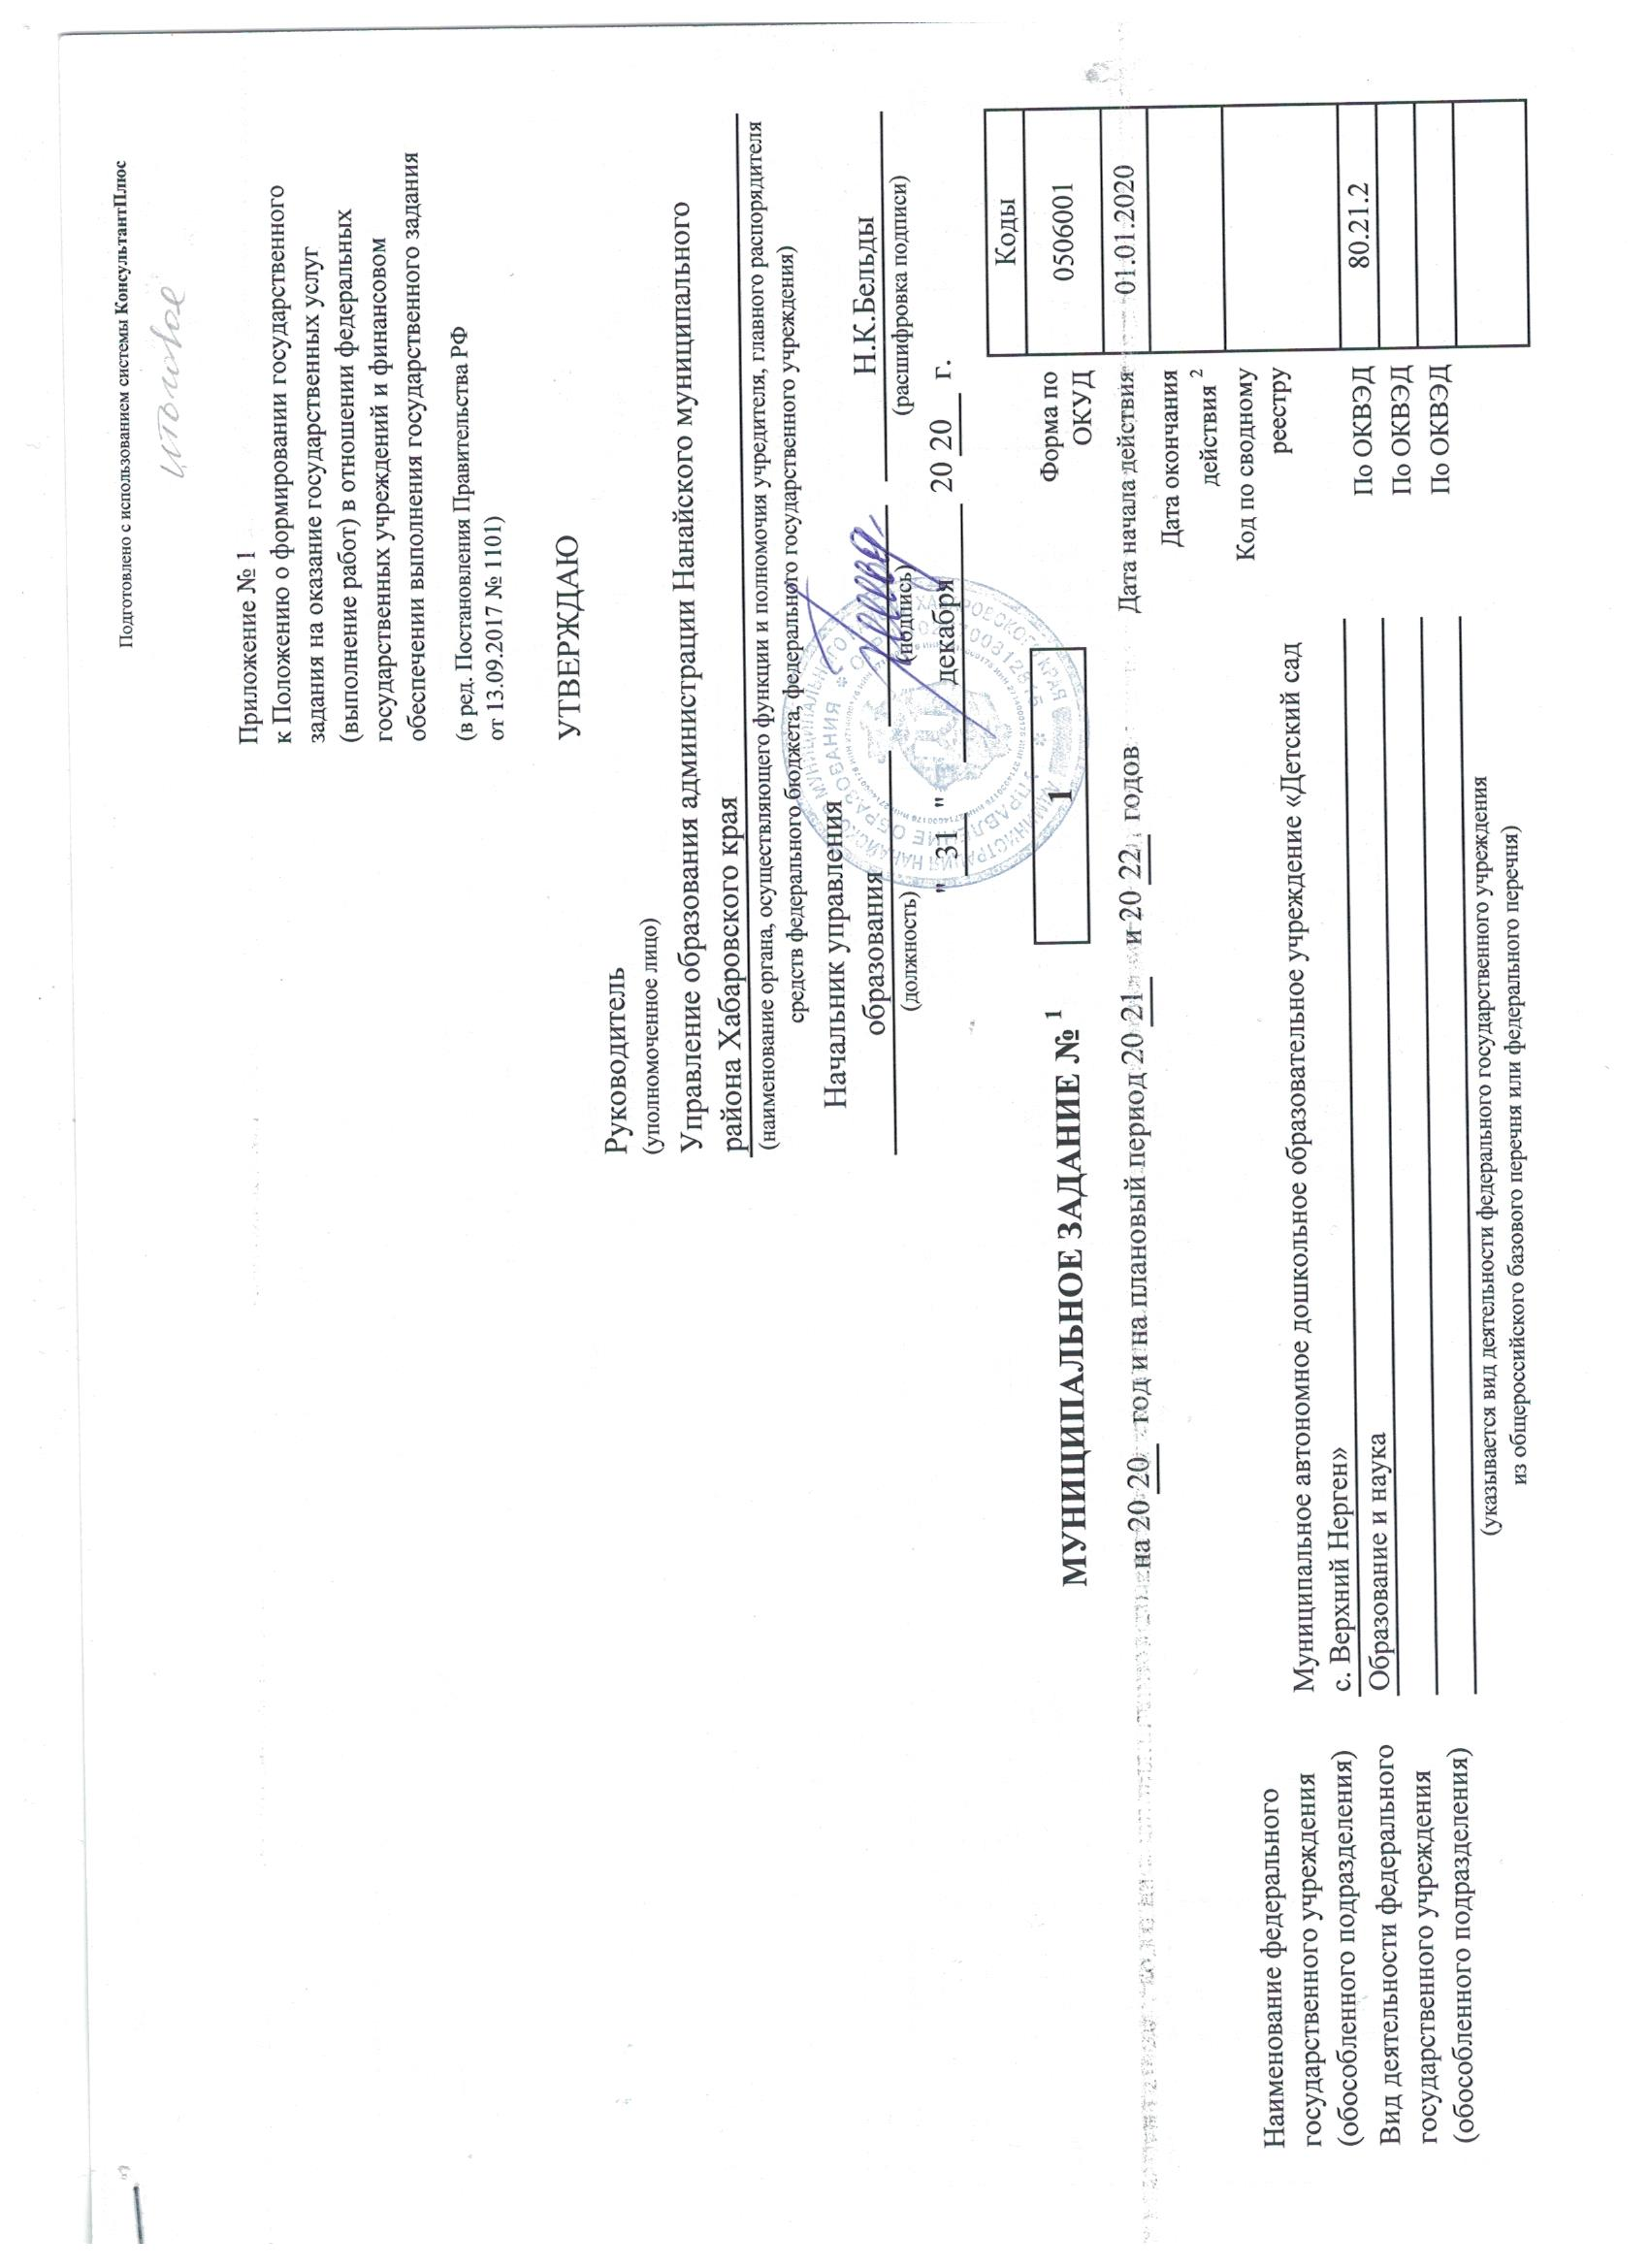 Подготовлено с использованием системы КонсультантПлюс
итоговое
Приложение № 1
к Положению о формировании государственного
задания на оказание государственных услуг
(выполнение работ) в отношении федеральных
государственных учреждений и финансовом
обеспечении выполнения государственного задания
(в ред. Постановления Правительства РФ
от 13.09.2017 № 1101)
УТВЕРЖДАЮ
Руководитель
(уполномоченное лицо)
Управление образования администрации Нанайского муниципального
района Хабаровского края
(наименование органа, осуществляющего функции и полномочия учредителя, главного распорядителя
средств федерального бюджета, федерального государственного учреждения)
Начальник управления
образования Н.К.Бельды
(должность) (подпись) (расшифровка подписи)
" 31 " декабря 20 20 г.
МУНИЦИПАЛЬНОЕ ЗАДАНИЕ № 1 1
на 20 20 год и на плановый период 20 21 и 20 22 годов
Коды
Форма по ОКУД 0506001
Дата начала действия 01.01.2020
Дата окончания действия 2
Код по сводному реестру
По ОКВЭД 80.21.2
По ОКВЭД
По ОКВЭД
Наименование федерального
государственного учреждения
(обособленного подразделения)
Муниципальное автономное дошкольное образовательное учреждение «Детский сад
с. Верхний Нерген»
Вид деятельности федерального
государственного учреждения
(обособленного подразделения)
Образование и наука
(указывается вид деятельности федерального государственного учреждения
из общероссийского базового перечня или федерального перечня)